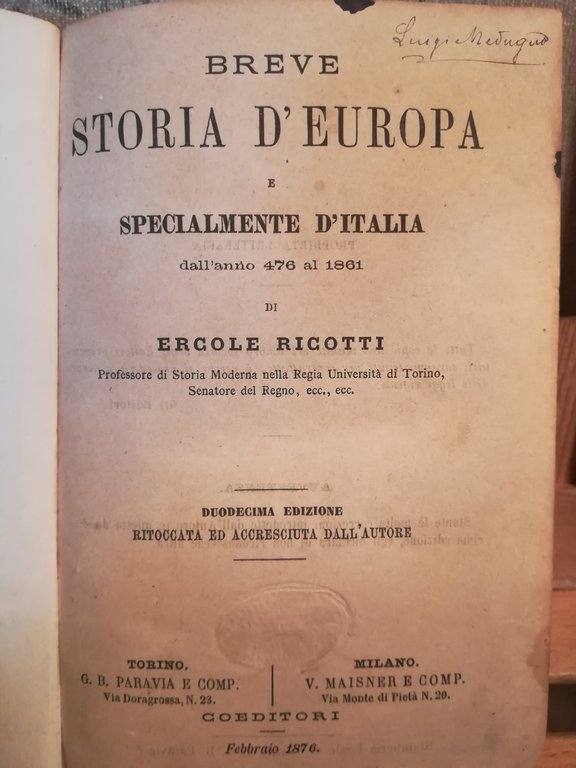 Luigi
BREVE
STORIA D'EUROPA
E
SPECIALMENTE D'ITALIA
dall'anno 476 al 1861
DI
ERCOLE RICOTTI
Professore di Storia Moderna nella Regia Università di Torino,
Senatore del Regno, ecc., ecc.
DUODECIMA EDIZIONE
RITOCCATA ED ACCRESCIUTA DALL'AUTORE
TORINO.
G. B. PARAVIA E COMP.
Via Doragrossa, N. 23.
MILANO.
V. MAISNER E COMP.
Via Monte di Pietà N. 20.
COEDITORI
Febbraio 1876.